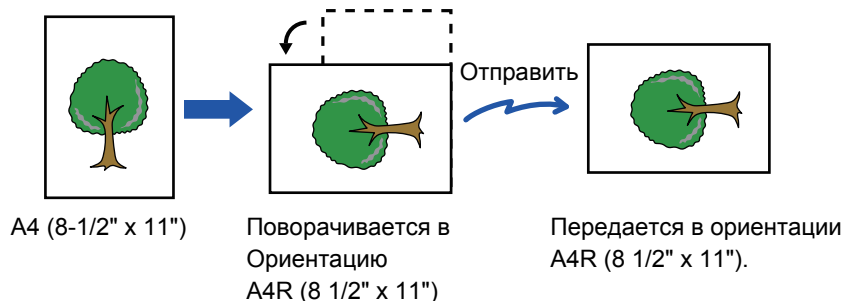 Отправить
A4 (8-1/2" x 11")
Поворачивается в
Ориентацию
A4R (8 1/2" x 11")
Передается в ориентации
A4R (8 1/2" x 11").